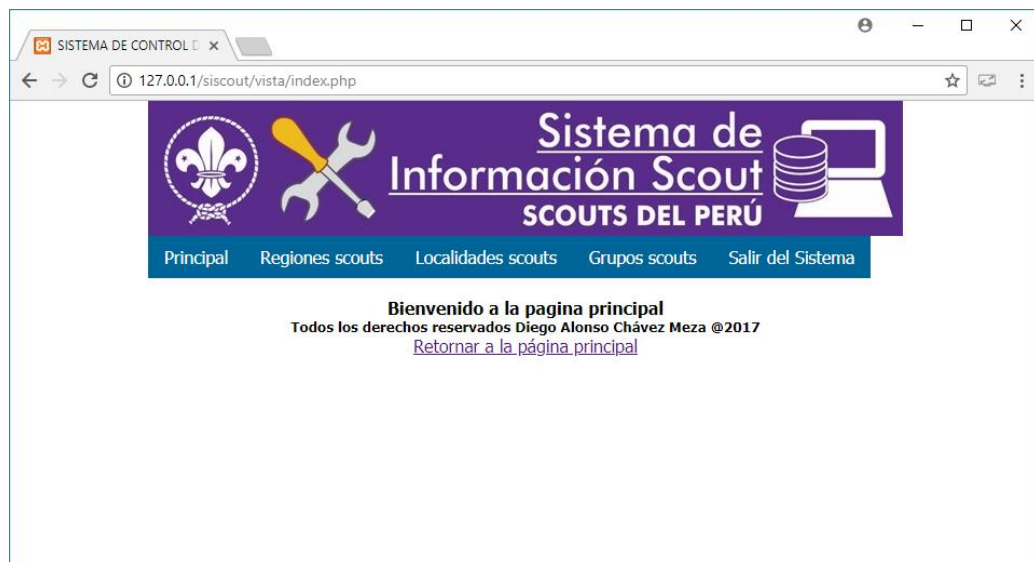 SISTEMA DE CONTROL D
127.0.0.1/siscout/vista/index.php
Sistema de
Información Scout
SCOUTS DEL PERÚ
Principal Regiones scouts Localidades scouts Grupos scouts Salir del Sistema
Bienvenido a la pagina principal
Todos los derechos reservados Diego Alonso Chávez Meza @2017
Retornar a la página principal